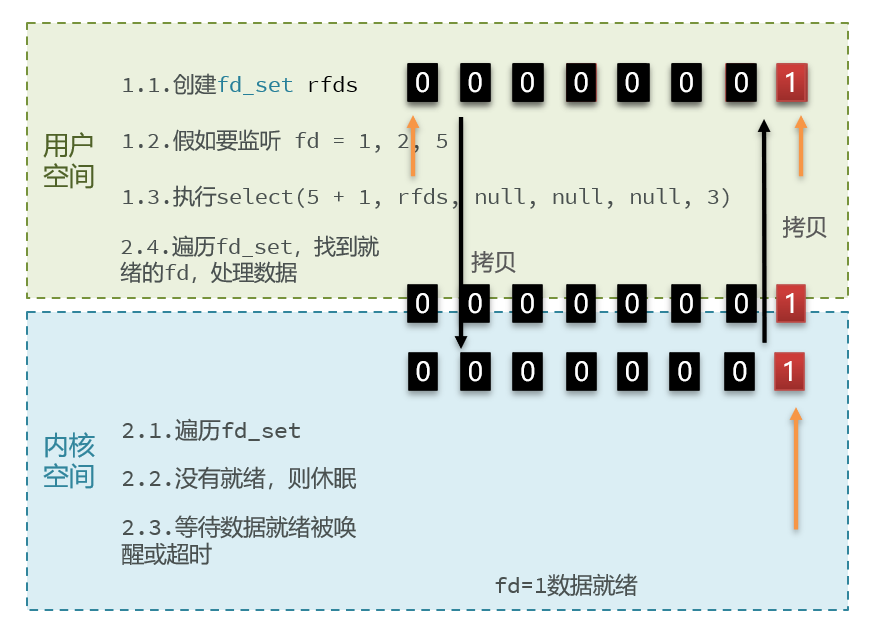 1.1.创建fd_set rfds
0 0 0 0 0 0 0 1
用户
空间
1.2.假如要监听 fd = 1, 2, 5
1.3.执行select(5 + 1, rfds, null, null, null, 3)
2.4.遍历fd_set，找到就
绪的fd，处理数据
拷贝
拷贝
0 0 0 0 0 0 0 1
0 0 0 0 0 0 0 1
内核
空间
2.1.遍历fd_set
2.2.没有就绪，则休眠
2.3.等待数据就绪被唤
醒或超时
fd=1数据就绪